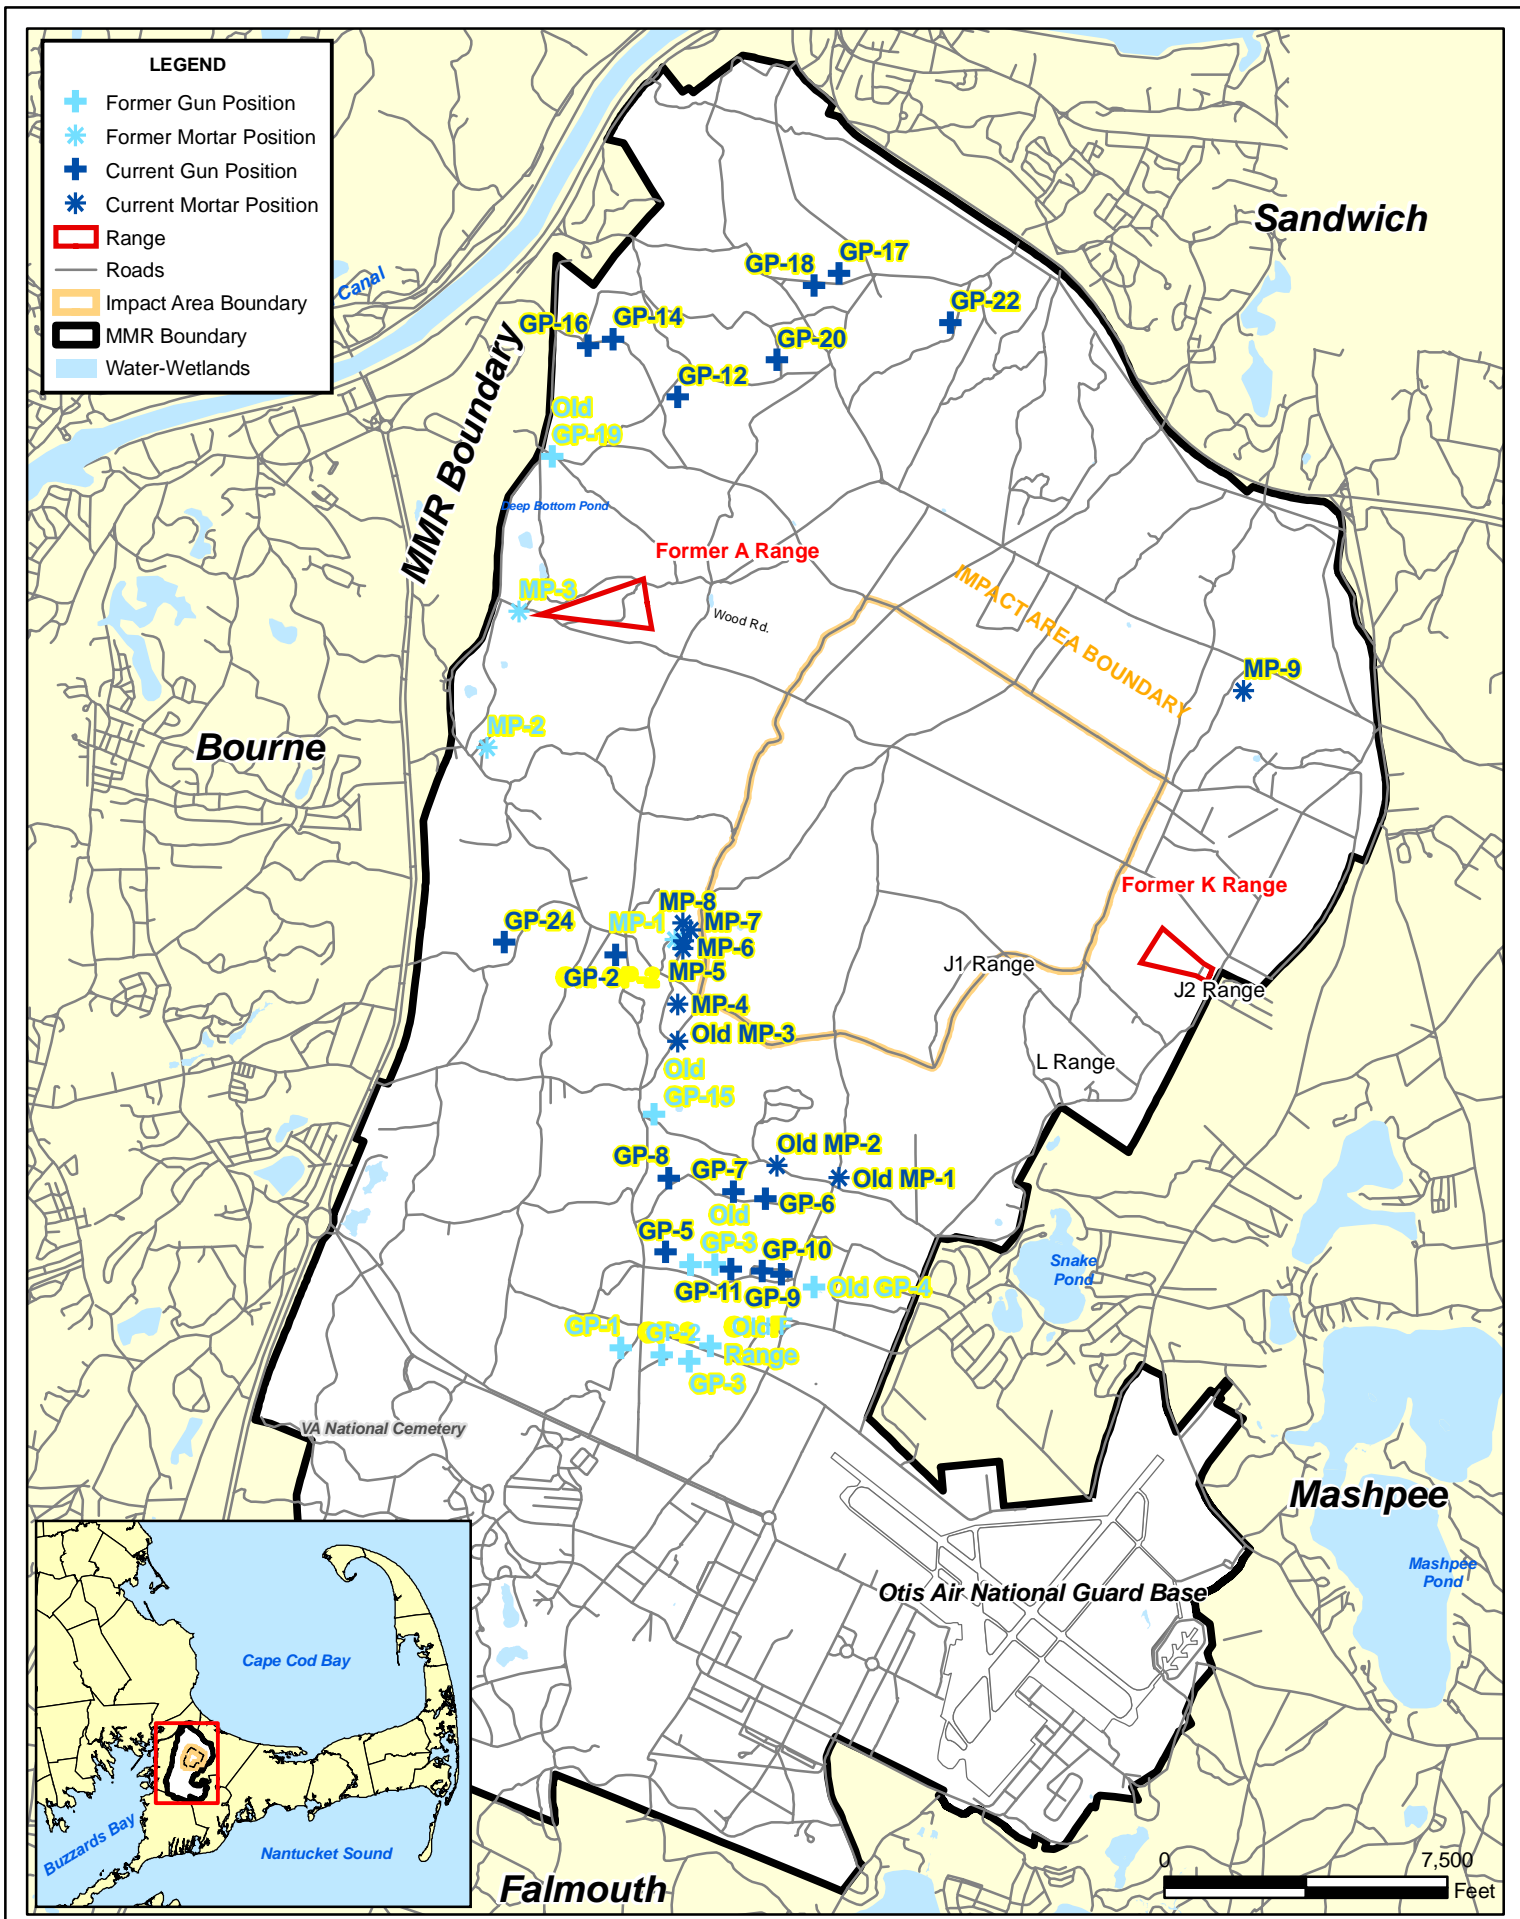 LEGEND
Former Gun Position
Former Mortar Position
Current Gun Position
Current Mortar Position
Range
Roads
Impact Area Boundary
MMR Boundary
Water-Wetlands
Canal
Sandwich
MMR Boundary
GP-18
GP-17
GP-22
GP-16
GP-14
GP-20
GP-12
Old
GP-19
Deep Bottom Pond
Former A Range
MP-3
Wood Rd.
IMPACT AREA BOUNDARY
MP-9
Bourne
MP-2
Former K Range
MP-8
GP-24
MP-1
MP-7
MP-6
GP-2
MP-5
J1 Range
J2 Range
MP-4
Old MP-3
L Range
Old
GP-15
Old MP-2
GP-8
GP-7
Old MP-1
GP-6
Old
GP-3
GP-5
GP-10
Snake
Pond
GP-11
GP-9
Old GP-4
GP-1
GP-2
Old F
Range
GP-3
VA National Cemetery
Mashpee
Mashpee
Pond
Otis Air National Guard Base
Cape Cod Bay
Buzzards Bay
Nantucket Sound
Falmouth
0 7,500
Feet